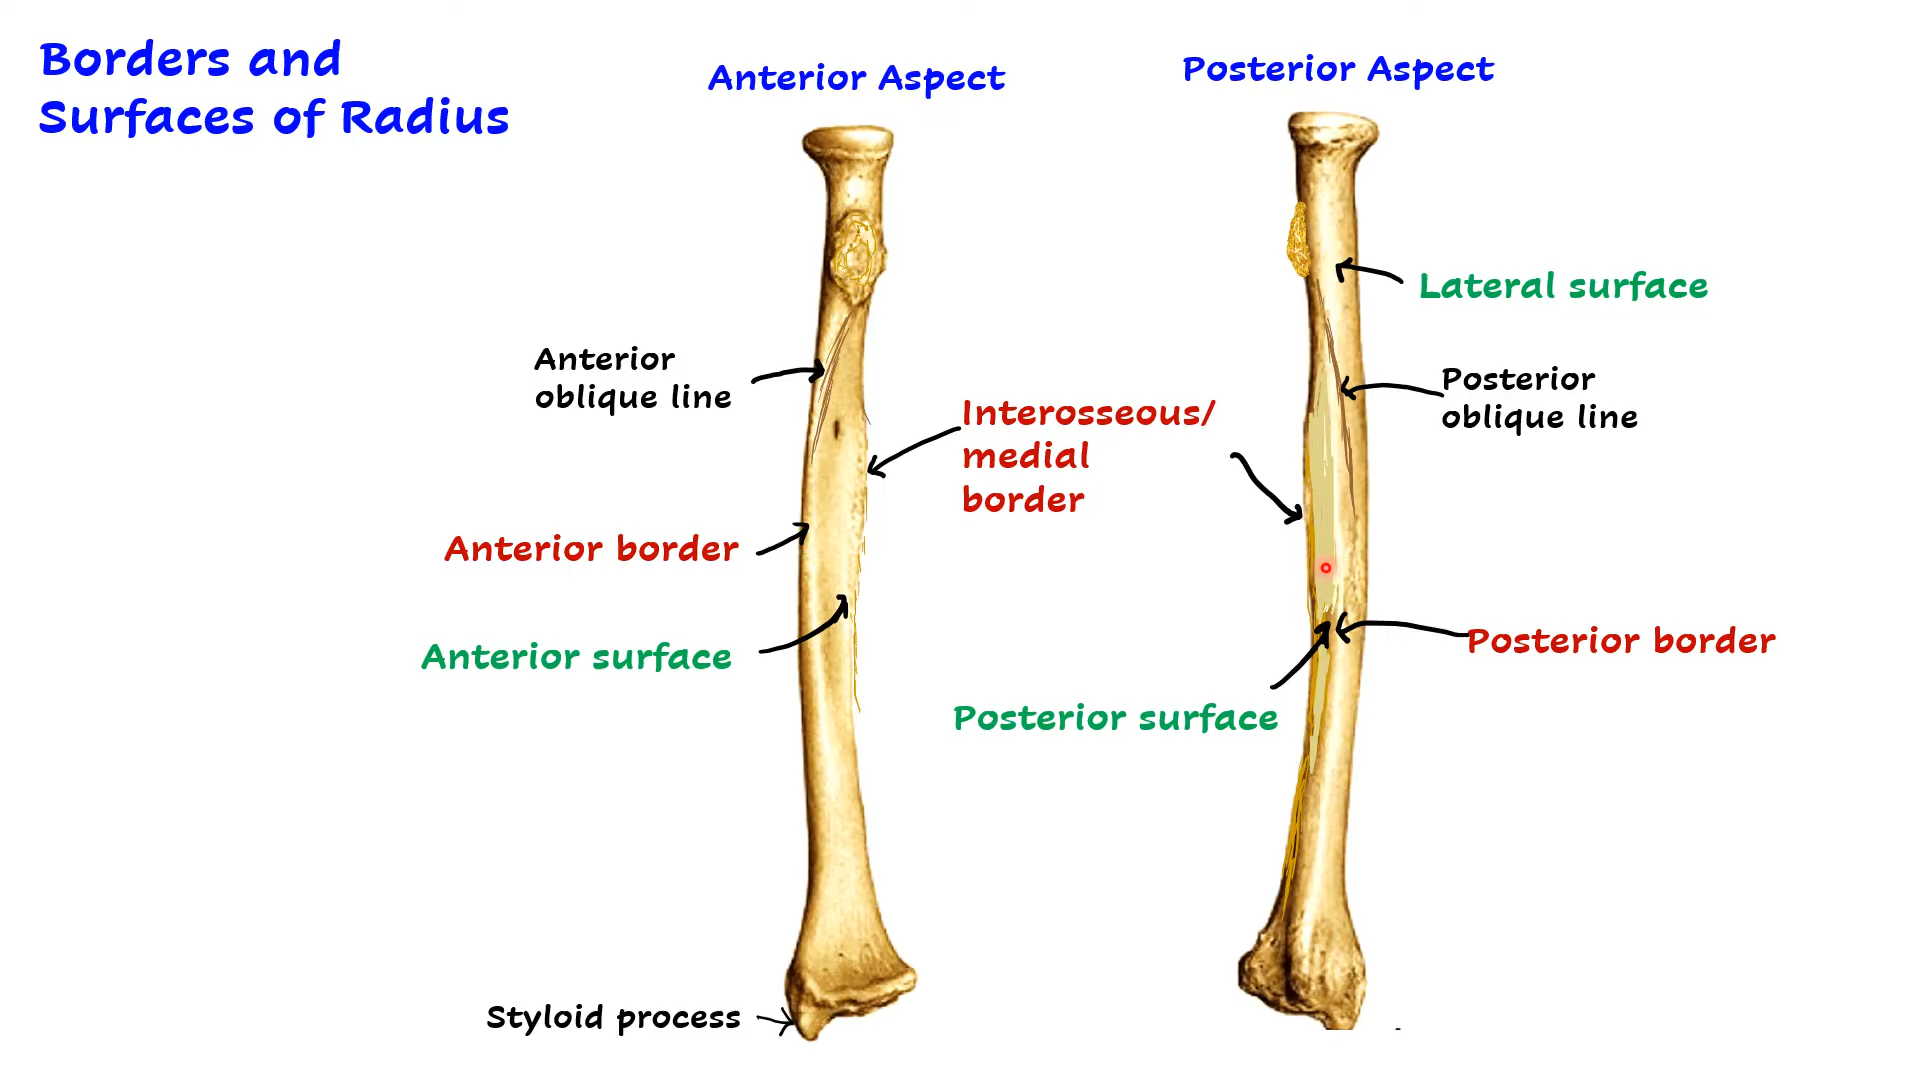 Borders and
Surfaces of Radius
Anterior Aspect
Posterior Aspect
Lateral surface
Anterior
oblique line
Posterior
oblique line
Interosseous/
medial
border
Anterior border
Anterior surface
Posterior border
Posterior surface
Styloid process